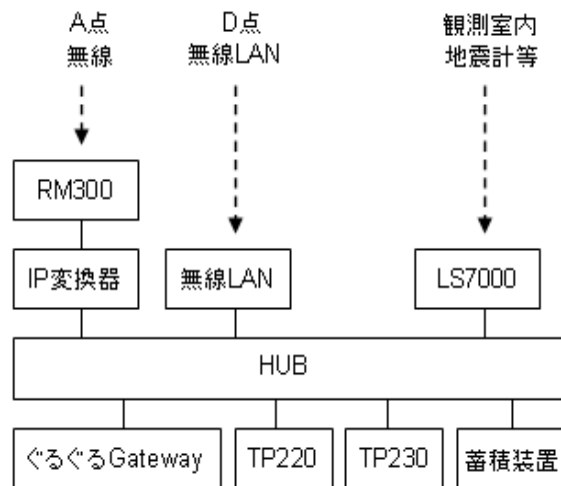 A点
無線
D点
無線LAN
観測室内
地震計等
RM300
IP変換器
無線LAN
LS7000
HUB
ぐるぐるGateway
TP220
TP230
蓄積装置